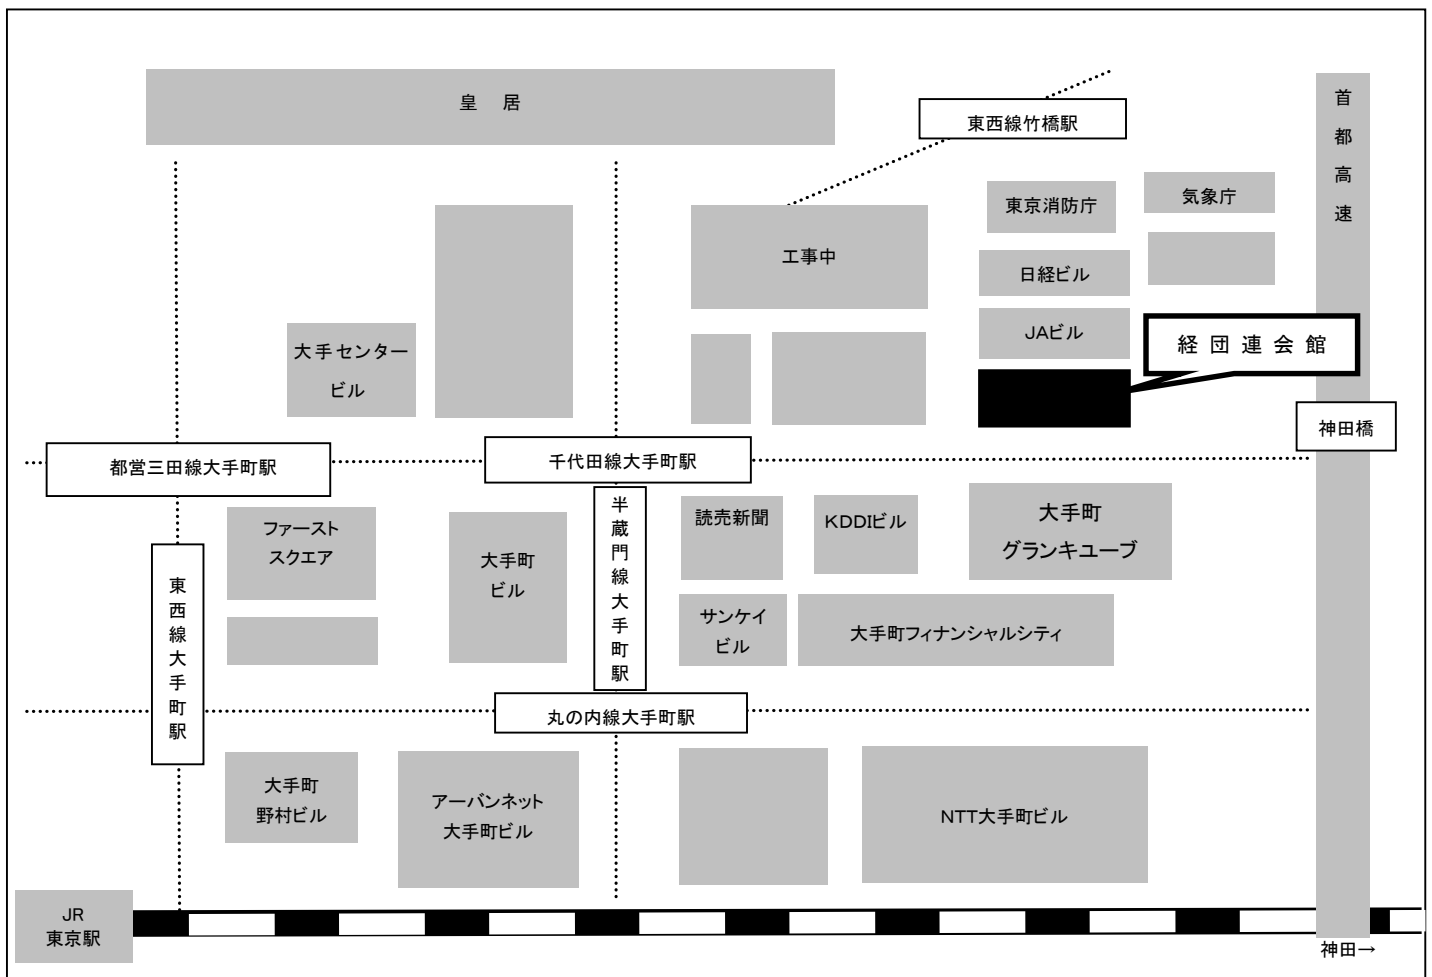 皇 居
東西線竹橋駅
首都高速
東京消防庁
気象庁
工事中
日経ビル
JAビル
経団連会館
大手センター
ビル
神田橋
都営三田線大手町駅
千代田線大手町駅
半蔵門線大手町駅
ファースト
スクエア
大手町
ビル
読売新聞
KDDIビル
大手町
グランキューブ
東西線大手町駅
サンケイ
ビル
大手町フィナンシャルシティ
丸の内線大手町駅
大手町
野村ビル
アーバンネット
大手町ビル
NTT大手町ビル
JR
東京駅
神田→